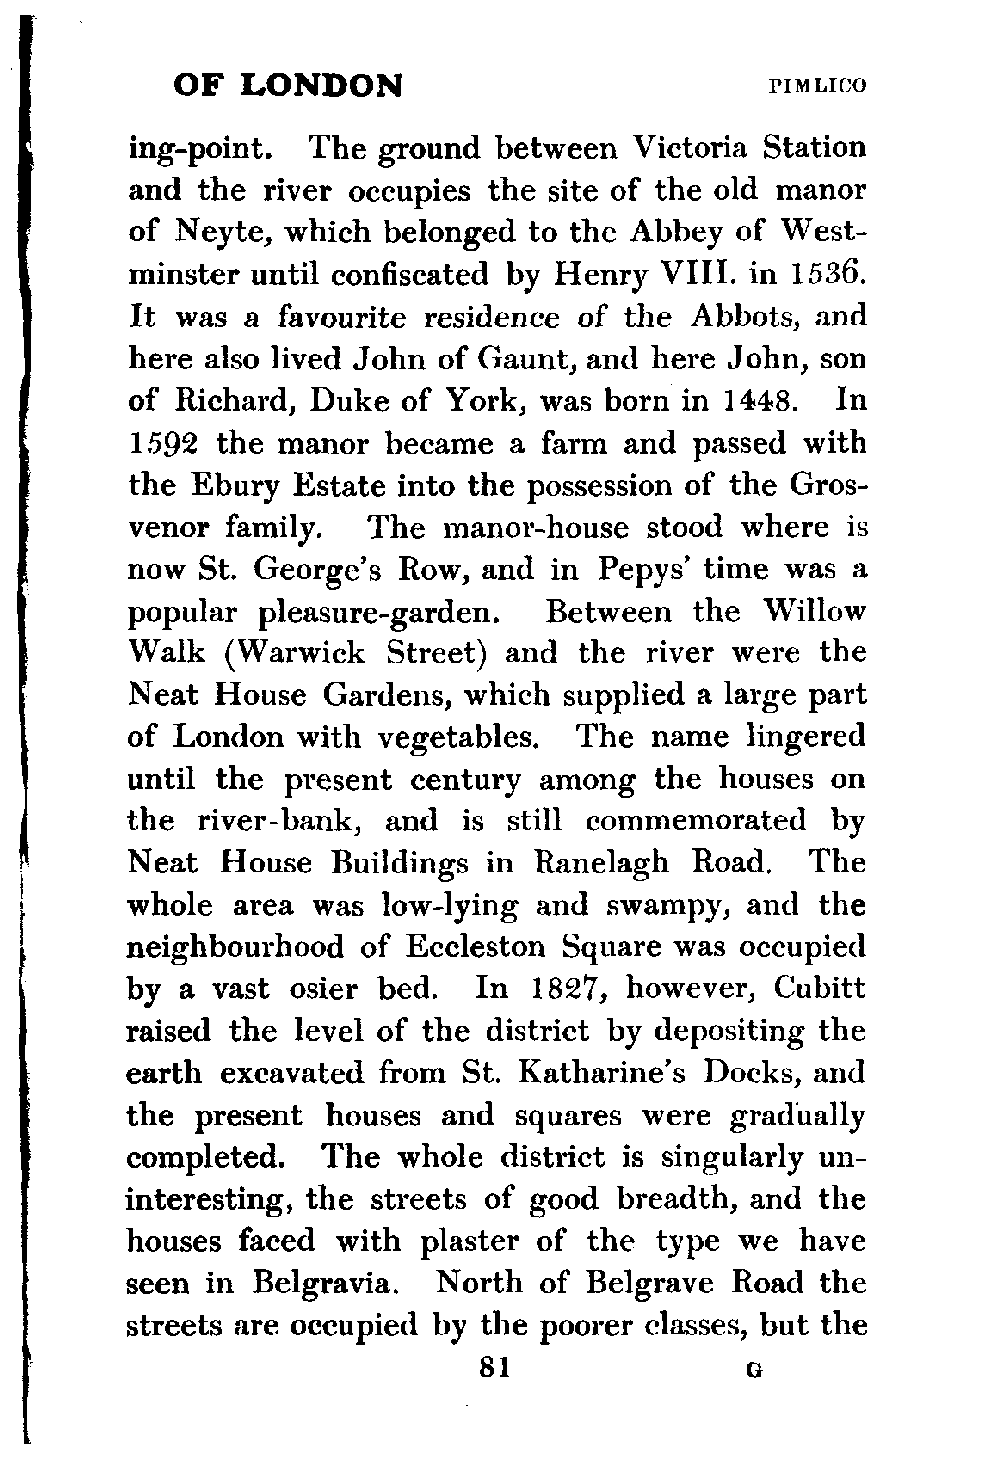 OF LONDON PIMLICO
ing-point. The ground between Victoria Station
and the river occupies the site of the old manor
of Neyte, which belonged to the Abbey of West-
minster until confiscated by Henry VIII. in 1536.
It was a favourite residence of the Abbots, and
here also lived John of Gaunt, and here John, son
of Richard, Duke of York, was born in 1448. In
1592 the manor became a farm and passed with
the Ebury Estate into the possession of the Gros-
venor family. The manor-house stood where is
now St. George's Row, and in Pepys' time was a
popular pleasure-garden. Between the Willow
Walk (Warwick Street) and the river were the
Neat House Gardens, which supplied a large part
of London with vegetables. The name lingered
until the present century among the houses on
the river-bank, and is still commemorated by
Neat House Buildings in Ranelagh Road. The
whole area was low-lying and swampy, and the
neighbourhood of Eccleston Square was occupied
by a vast osier bed. In 1827, however, Cubitt
raised the level of the district by depositing the
earth excavated from St. Katharine's Docks, and
the present houses and squares were gradually
completed. The whole district is singularly un-
interesting, the streets of good breadth, and the
houses faced with plaster of the type we have
seen in Belgravia. North of Belgrave Road the
streets are occupied by the poorer classes, but the
81 G